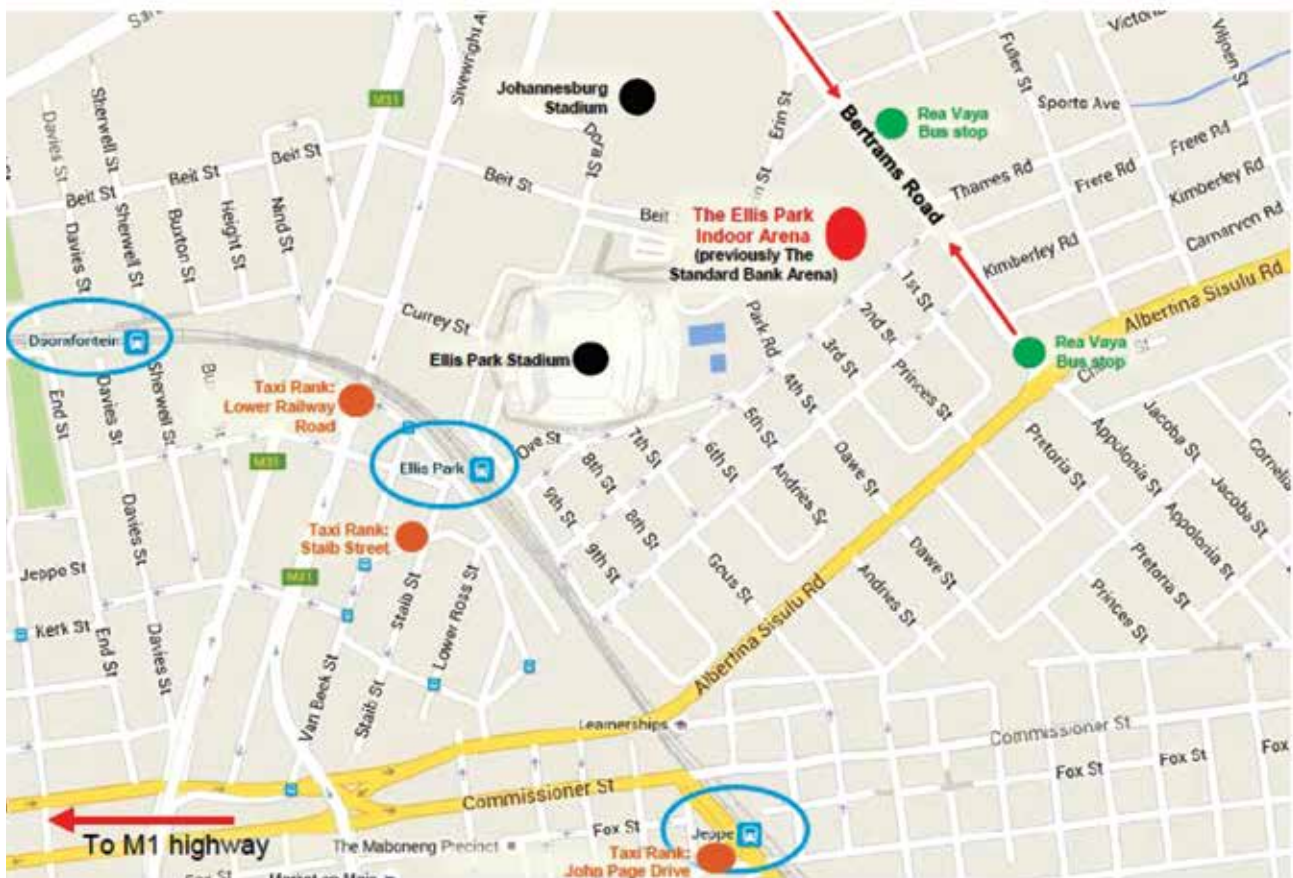 Sivewright A
M31
Johannesburg
Stadium
Dora St
Erin St
Rea Vaya
Bus stop
Bertrams Road
Fuller St
Victor
Viljoen St
Sports Ave
Frere Rd
Thames Rd
Frere Rd
Kimberley Rd
Kimberley Rd
Carnarvon
Davies St
Sherwell St
Beit St
Beit St
Beit St
Beit St
Beit
The Ellis Park
Indoor Arena
(previously The
Standard Bank Arena)
Davies St
Sherwell St
Buxton St
Height St
Nind St
Albertina Sisulu Rd
Currey St
Park Rd
1st St
2nd St
3rd St
4th St
Princes St
Rea Vaya
Bus stop
Doornfontein
Ellis Park Stadium
Taxi Rank:
Lower Railway
Road
End St
Davies St
Sherwell St
Ellis Park
M31
7th St
8th St
6th St
5th St
Andries St
Dawe St
Pretoria St
Appolonia St
Jacoba St
Jacoba St
Cornelia
9th St
8th St
9th St
Taxi Rank:
Staib Street
M31
Davies St
Jeppe St
Kerk St
End St
Davies St
Van Beek St
Staib St
Staib St
Lower Ross St
Gous St
Albertina Sisulu Rd
Andries St
Dawe St
Princes St
Pretoria St
Appolonia St
Learnerships
Commissioner St
Commissioner St
Fox St
Fox St
Fox
Fox St
To M1 highway
The Maboneng Precinct
Jeppe
Taxi Rank:
John Page Drive